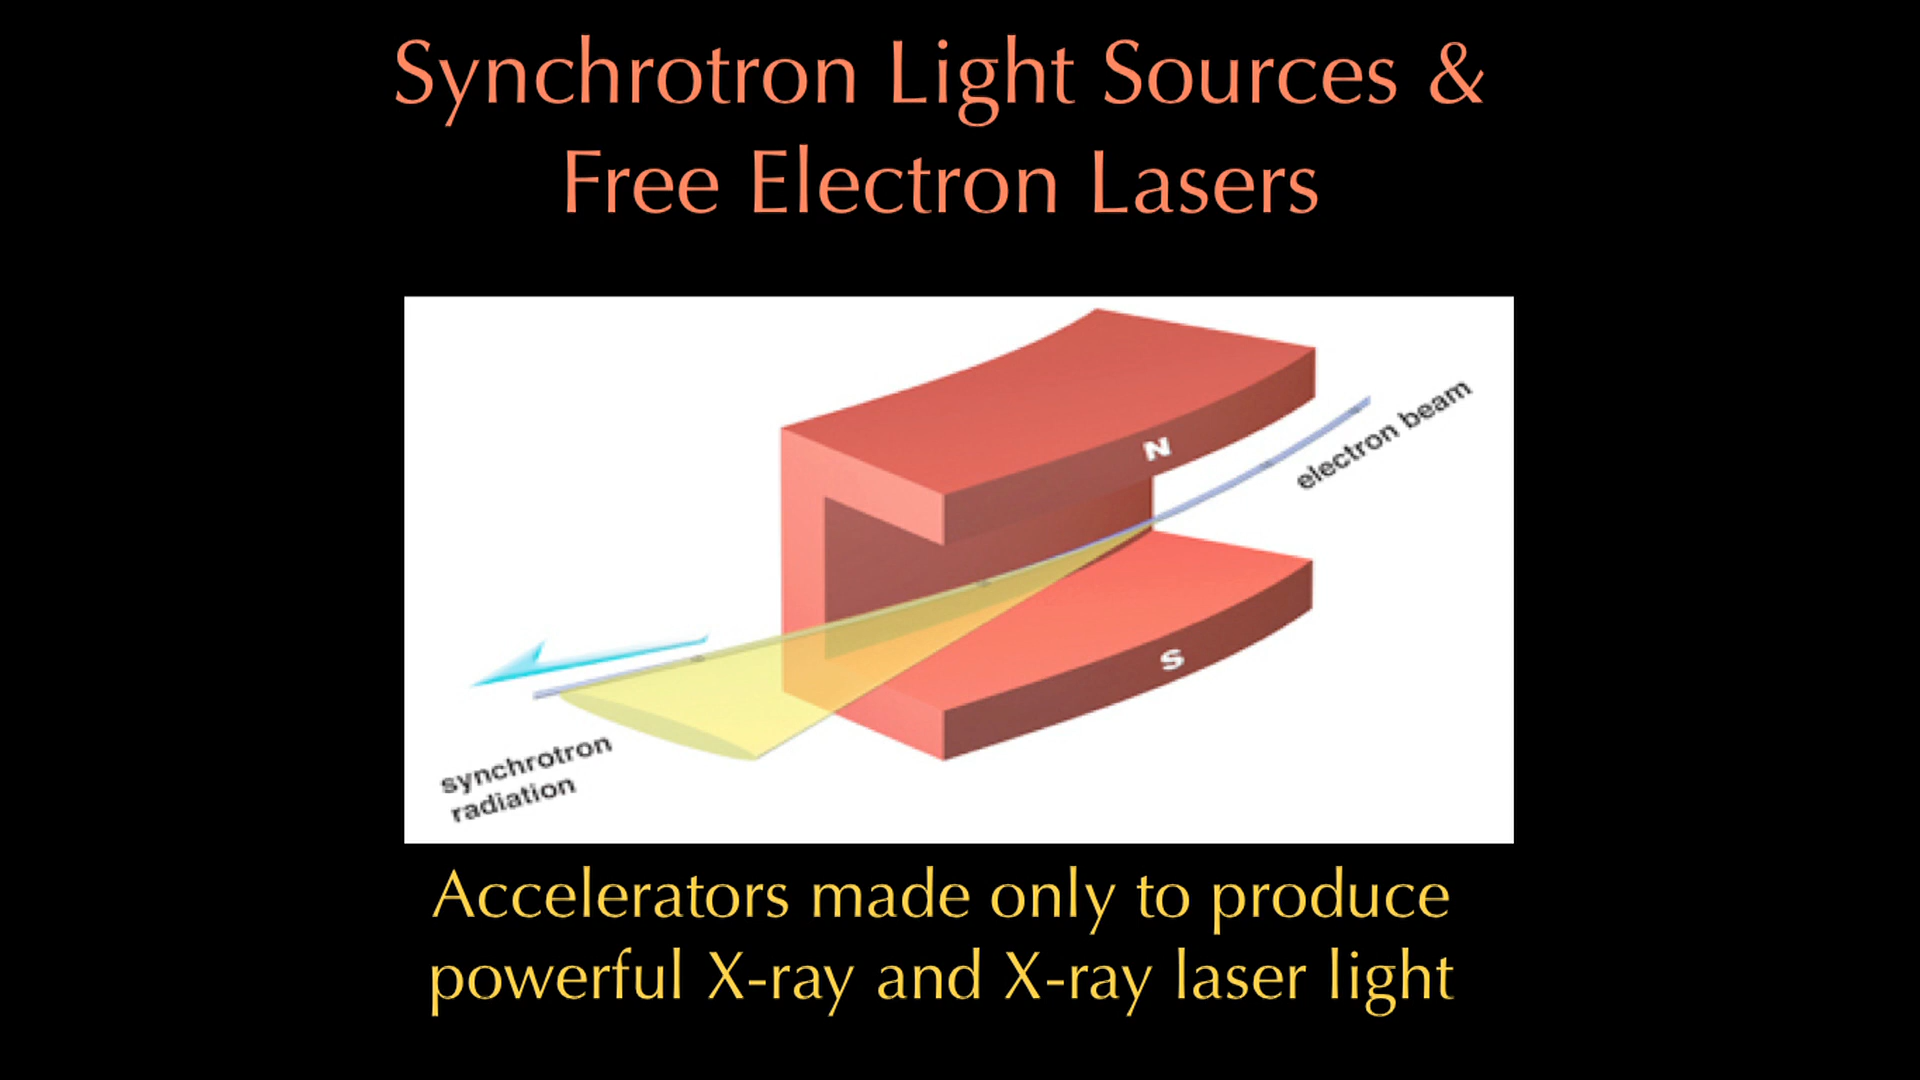 Synchrotron Light Sources &
Free Electron Lasers
N
electron beam
S
synchrotron
radiation
Accelerators made only to produce
powerful X-ray and X-ray laser light